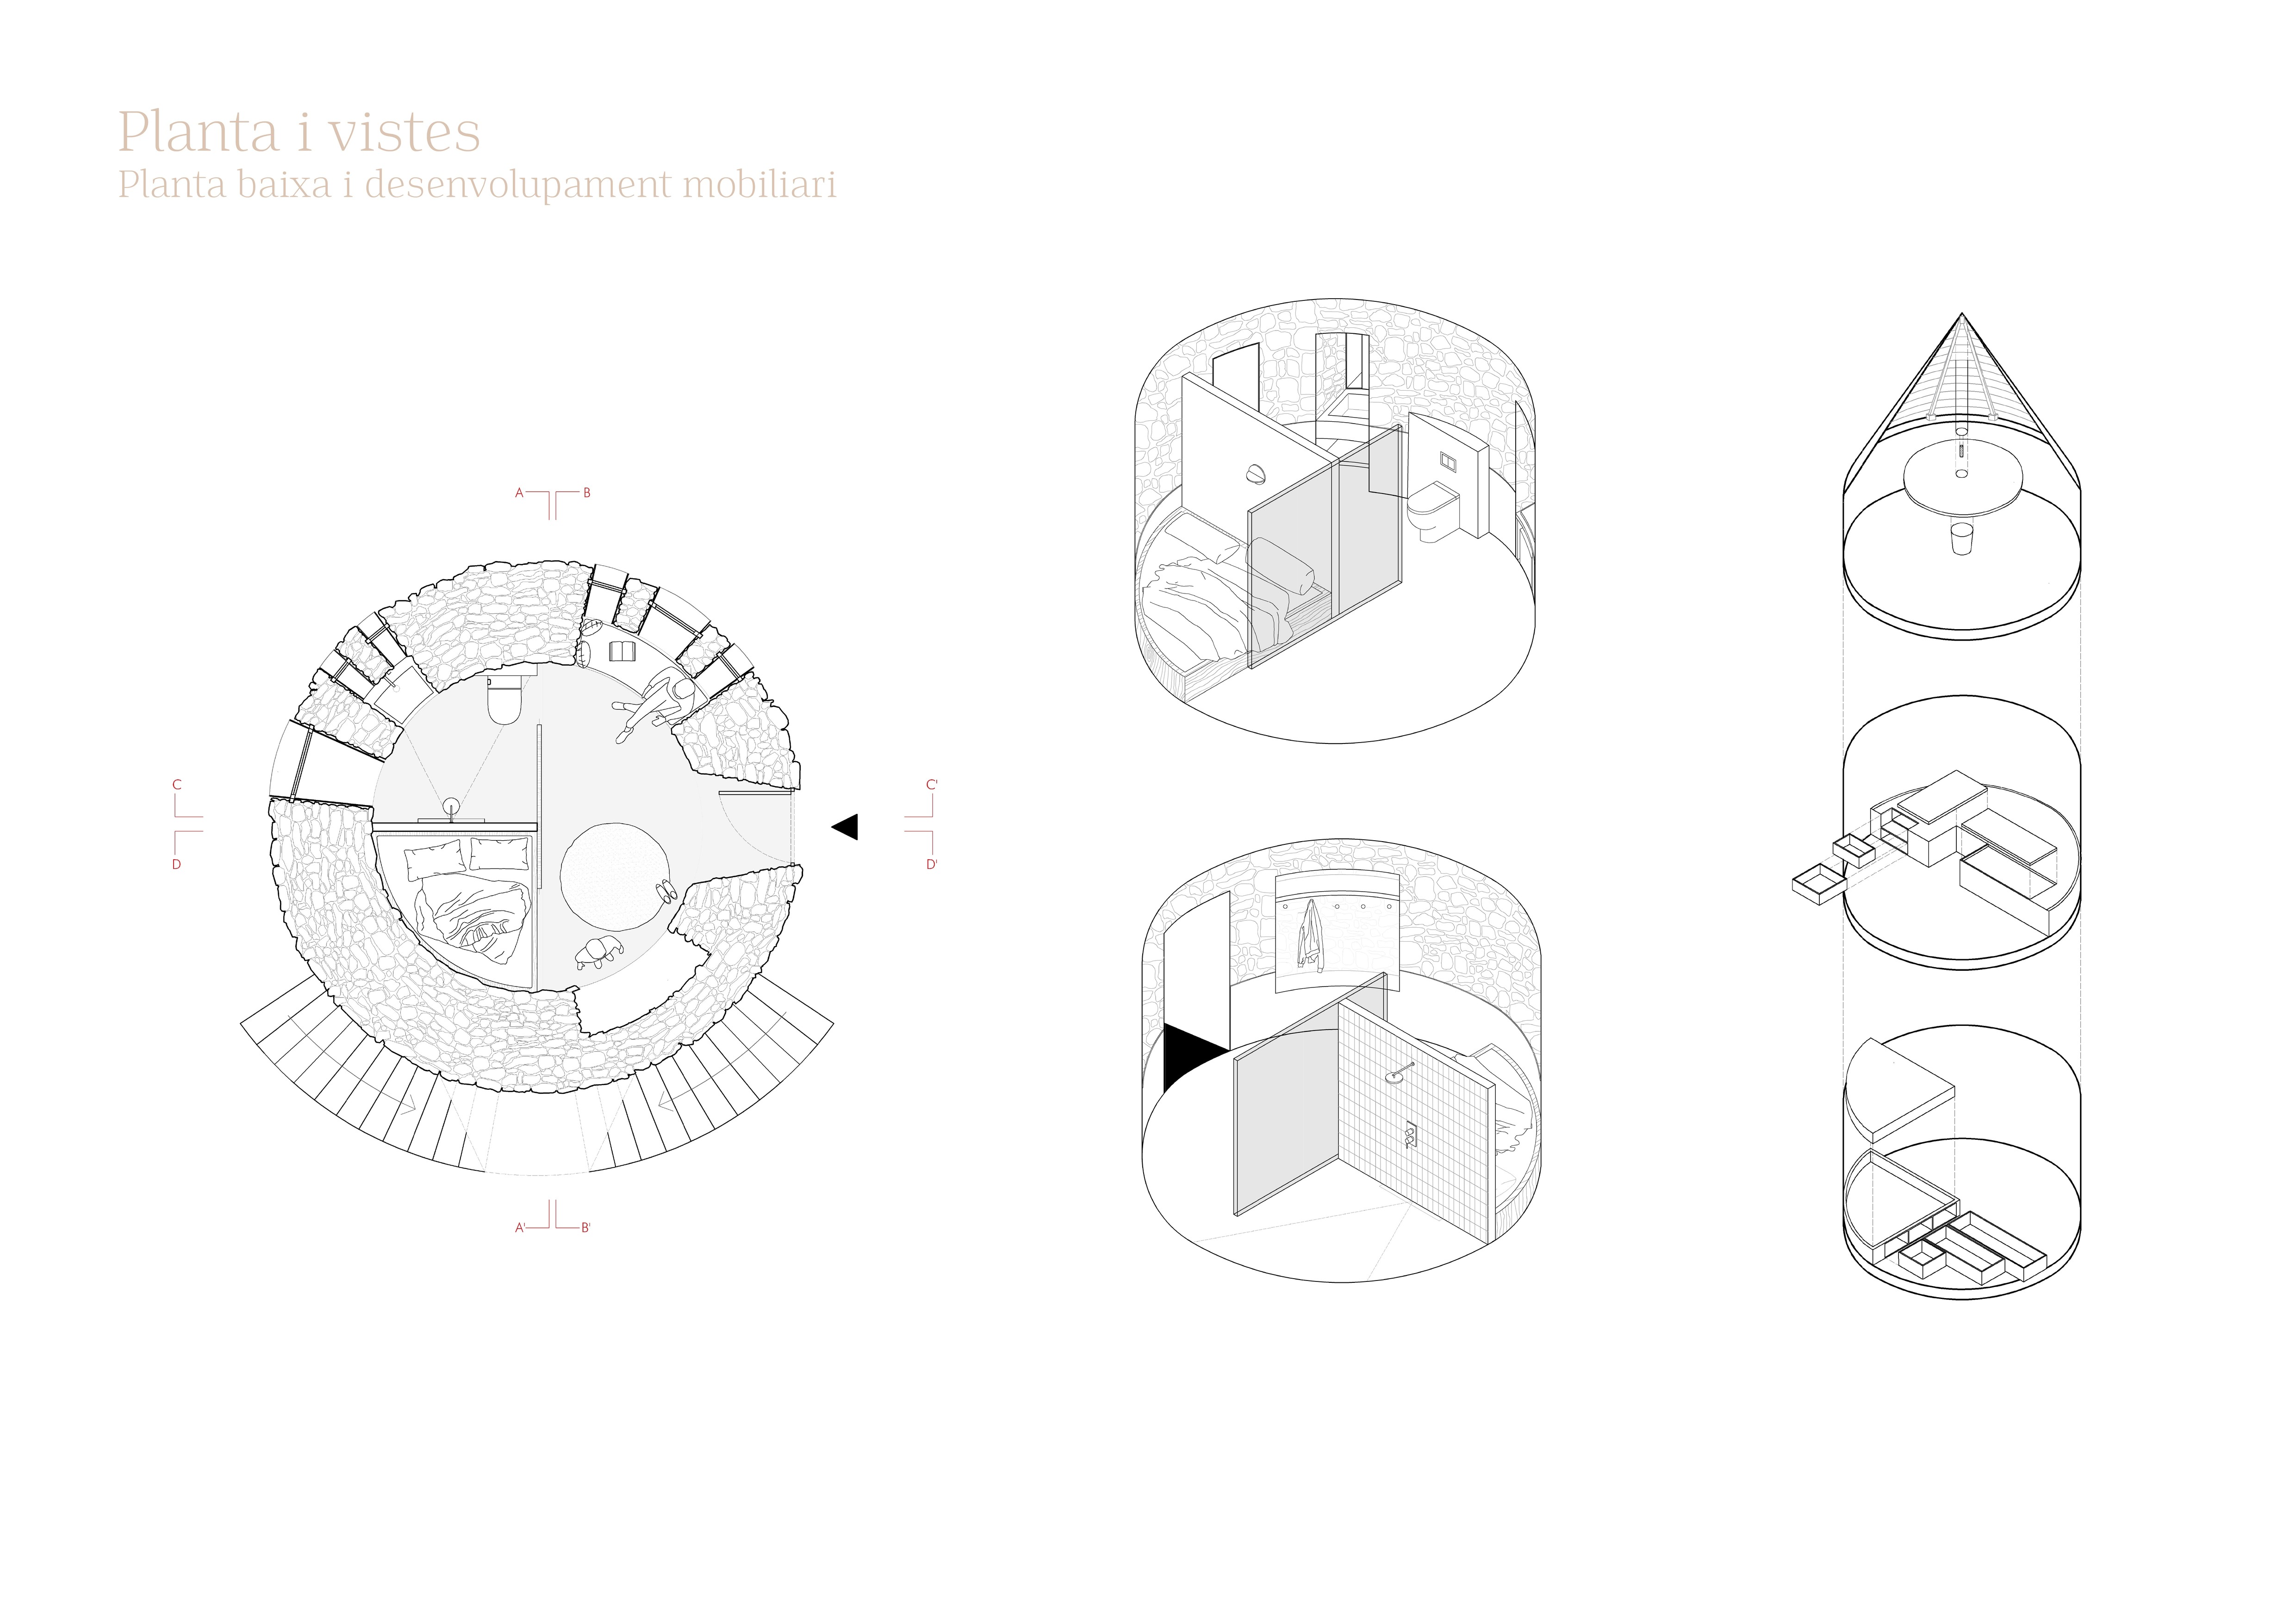 Planta i vistes
Planta baixa i desenvolupament mobiliari
A B
C C'
D D'
A' B'